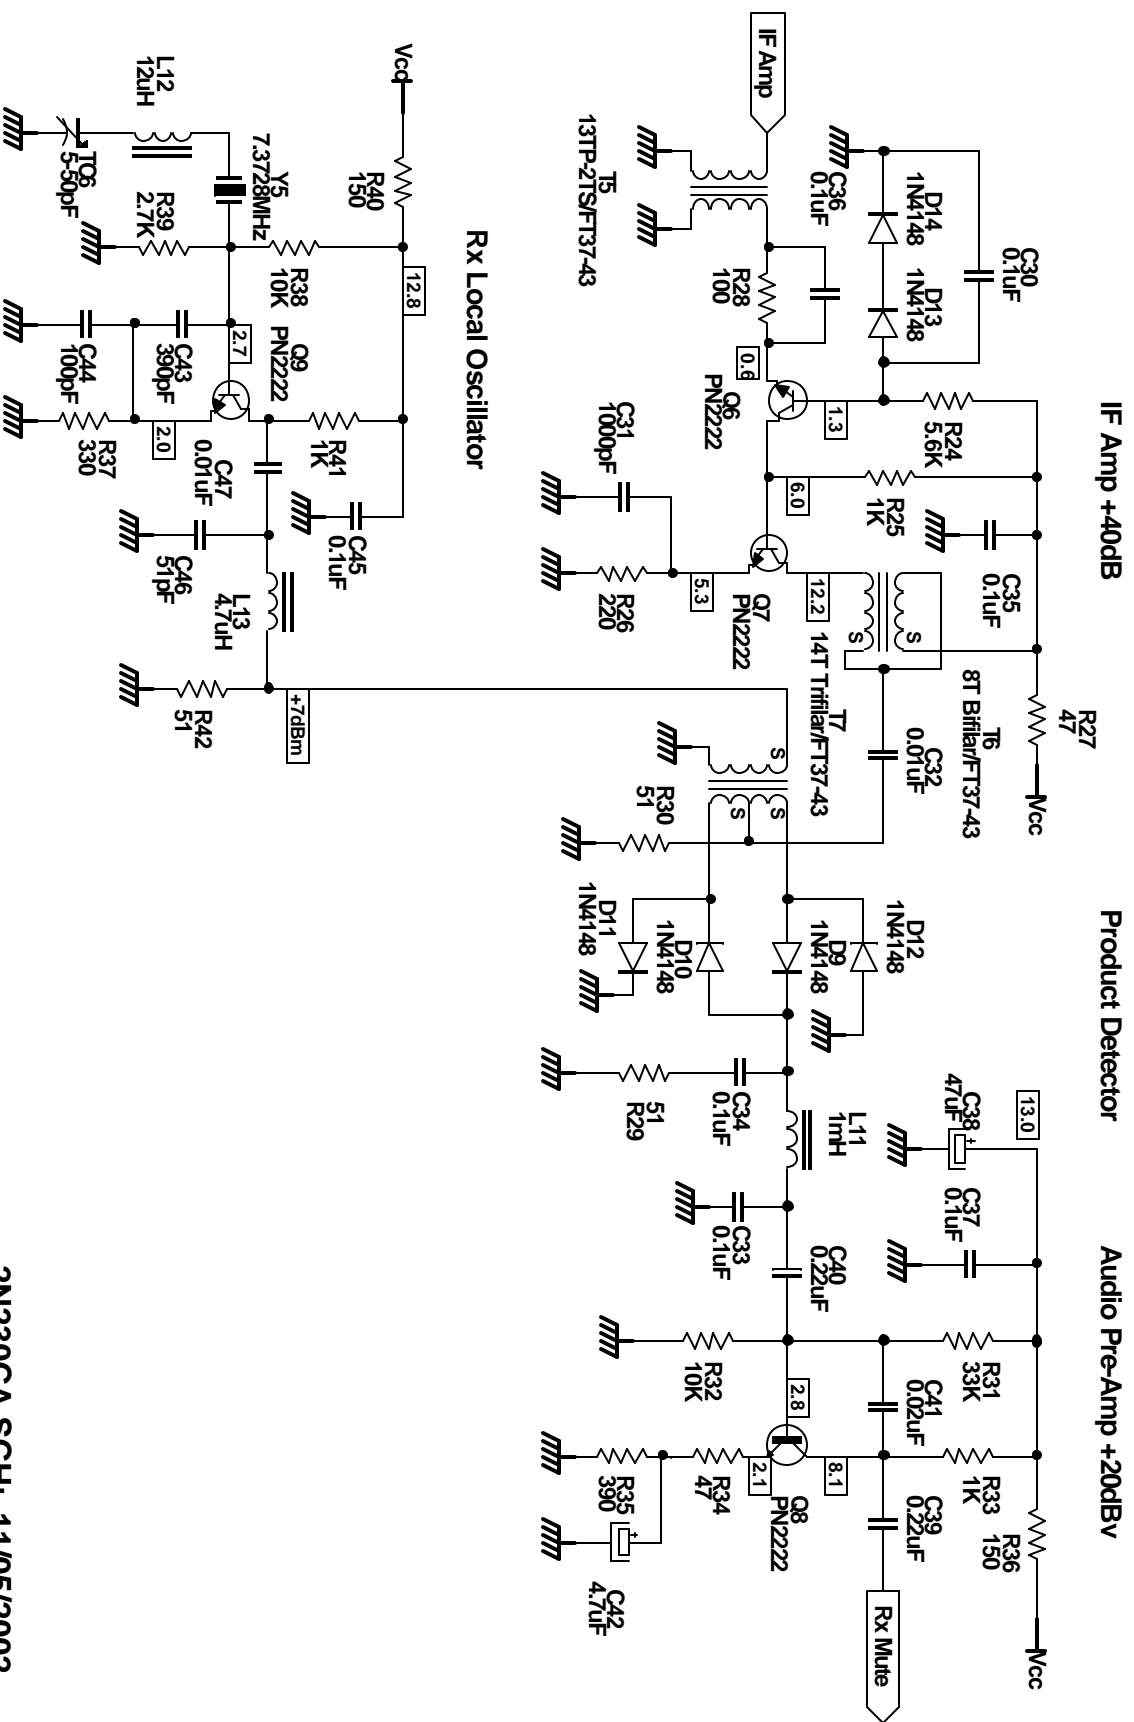 IF Amp +40dB
Product Detector
Audio Pre-Amp +20dBv
R27
47
Vcc
13.0
R36
150
Vcc
C30
0.1uF
R24
5.6K
C35
0.1uF
T6
8T Bifilar/FT37-43
C38
47uF
C37
0.1uF
R31
33K
R33
1K
D14
1N4148
D13
1N4148
R25
1K
S
S
C32
0.01uF
D12
1N4148
C41
0.02uF
C39
0.22uF
Rx Mute
C36
0.1uF
1.3
6.0
12.2
T7
14T Trifilar/FT37-43
D9
1N4148
L11
1mH
C40
0.22uF
8.1
IF Amp
R28
100
0.6
Q6
PN2222
Q7
PN2222
S
S
S
2.8
Q8
PN2222
2.1
T5
13TP-2TS/FT37-43
C31
1000pF
5.3
R26
220
R30
51
D10
1N4148
D11
1N4148
C34
0.1uF
51
R29
C33
0.1uF
R32
10K
R34
47
R35
390
C42
4.7uF
Rx Local Oscillator
Vcc
R40
150
12.8
R38
10K
R41
1K
C45
0.1uF
Y5
7.3728MHz
Q9
PN2222
2.7
C47
0.01uF
L13
4.7uH
+7dBm
L12
12uH
R39
2.7K
C43
390pF
2.0
C46
51pF
R42
51
TC6
5-50pF
C44
100pF
R37
330